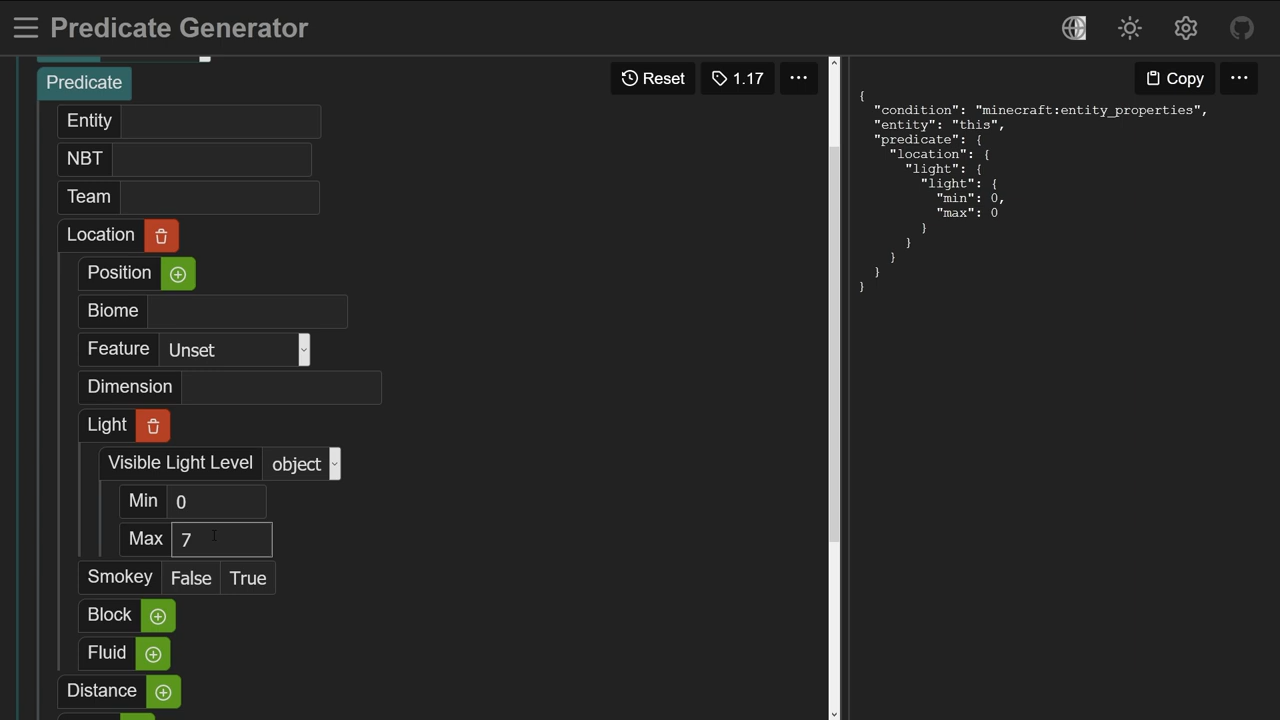 Predicate Generator
Predicate
Reset
1.17
Entity
NBT
Team
Location
Position
Biome
Feature Unset
Dimension
Light
Visible Light Level object
Min 0
Max 7
Smokey False True
Block
Fluid
Distance
Copy
{
"condition": "minecraft:entity_properties",
"entity": "this",
"predicate": {
"location": {
"light": {
"light": {
"min": 0,
"max": 0
}
}
}
}
}